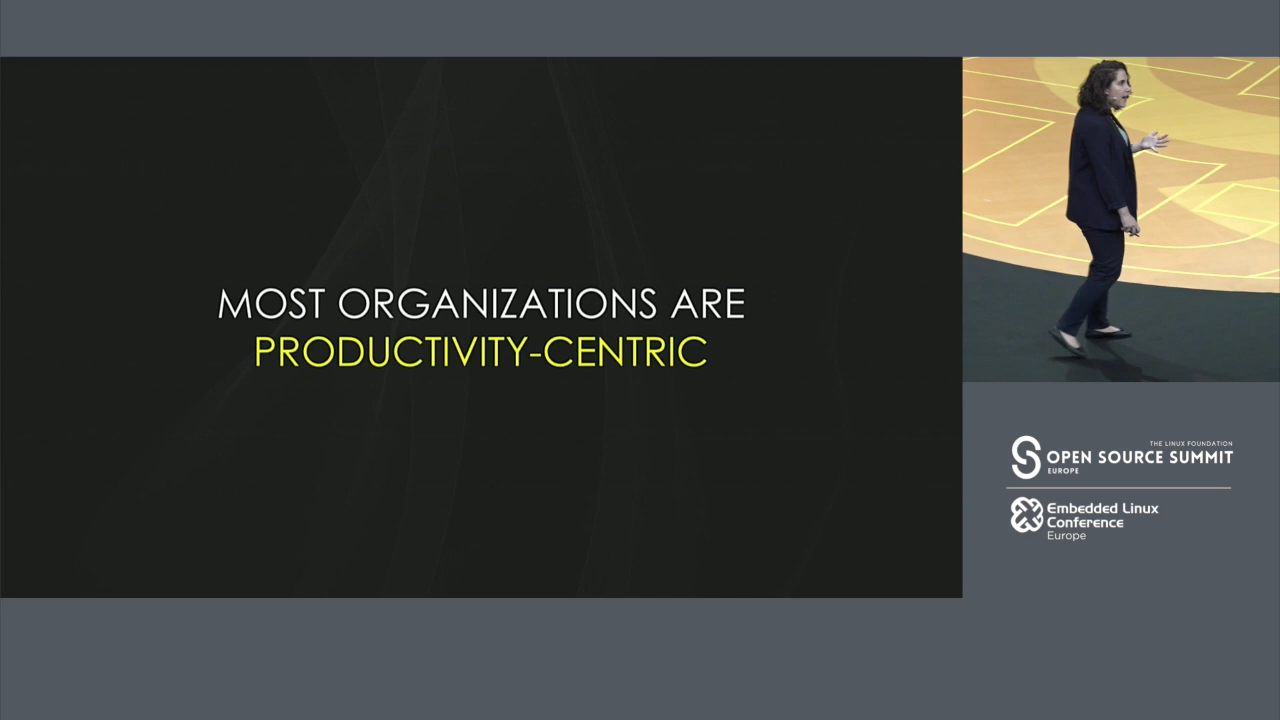 MOST ORGANIZATIONS ARE
PRODUCTIVITY-CENTRIC
THE LINUX FOUNDATION
OPEN SOURCE SUMMIT
EUROPE
Embedded Linux
Conference
Europe